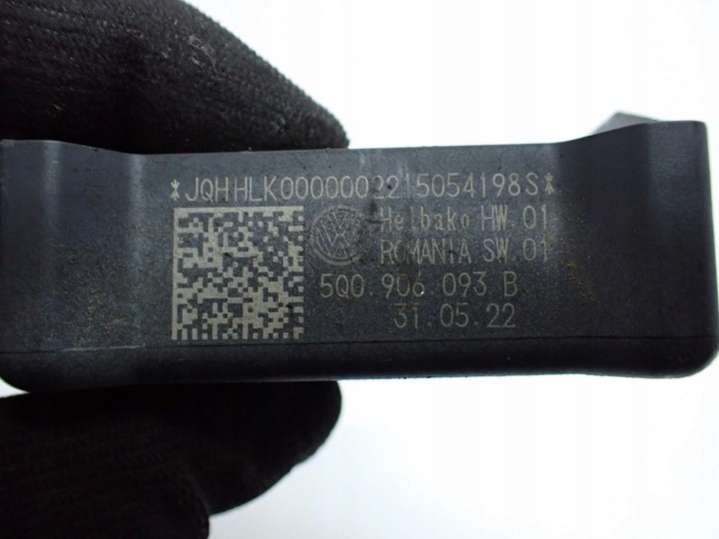 *JQHHLK0000002215054198S*
Helbako HW 01
ROMANIA SW 01
5Q0 906 093 B
31.05.22